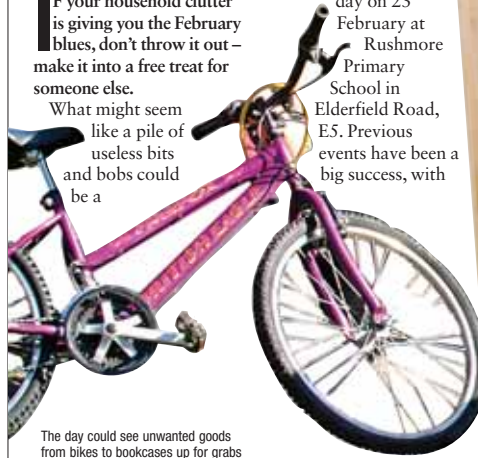 IF your household clutter
is giving you the February
blues, don't throw it out –
make it into a free treat for
someone else.
What might seem
like a pile of
useless bits
and bobs could
be a
day on 23
February at
Rushmore
Primary
School in
Elderfield Road,
E5. Previous
events have been a
big success, with
The day could see unwanted goods
from bikes to bookcases up for grabs